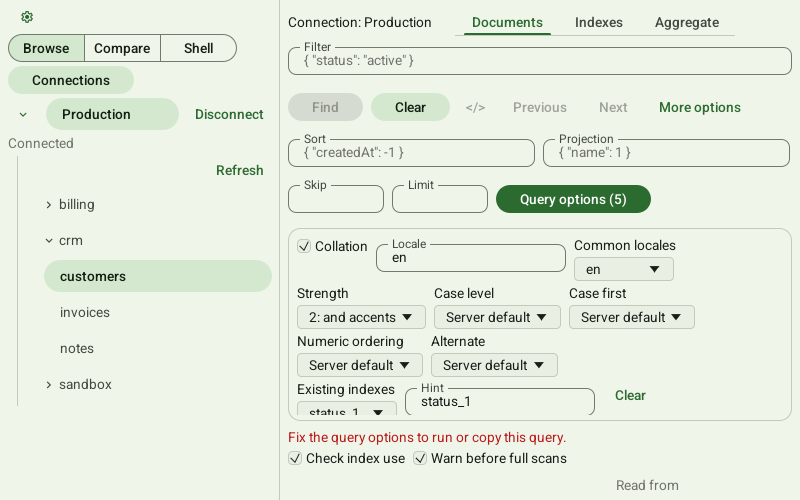 Browse Compare Shell
Connections
Production Disconnect
Connected
Refresh
billing
crm
customers
invoices
notes
sandbox
Connection: Production Documents Indexes Aggregate
Filter
{ "status": "active" }
Find Clear </> Previous Next More options
Sort Projection
{ "createdAt": -1 } { "name": 1 }
Skip Limit Query options (5)
Collation Locale Common locales
en en
Strength Case level Case first
2: and accents Server default Server default
Numeric ordering Alternate
Server default Server default
Existing indexes Hint Clear
status_1 status_1
Fix the query options to run or copy this query.
Check index use Warn before full scans
Read from